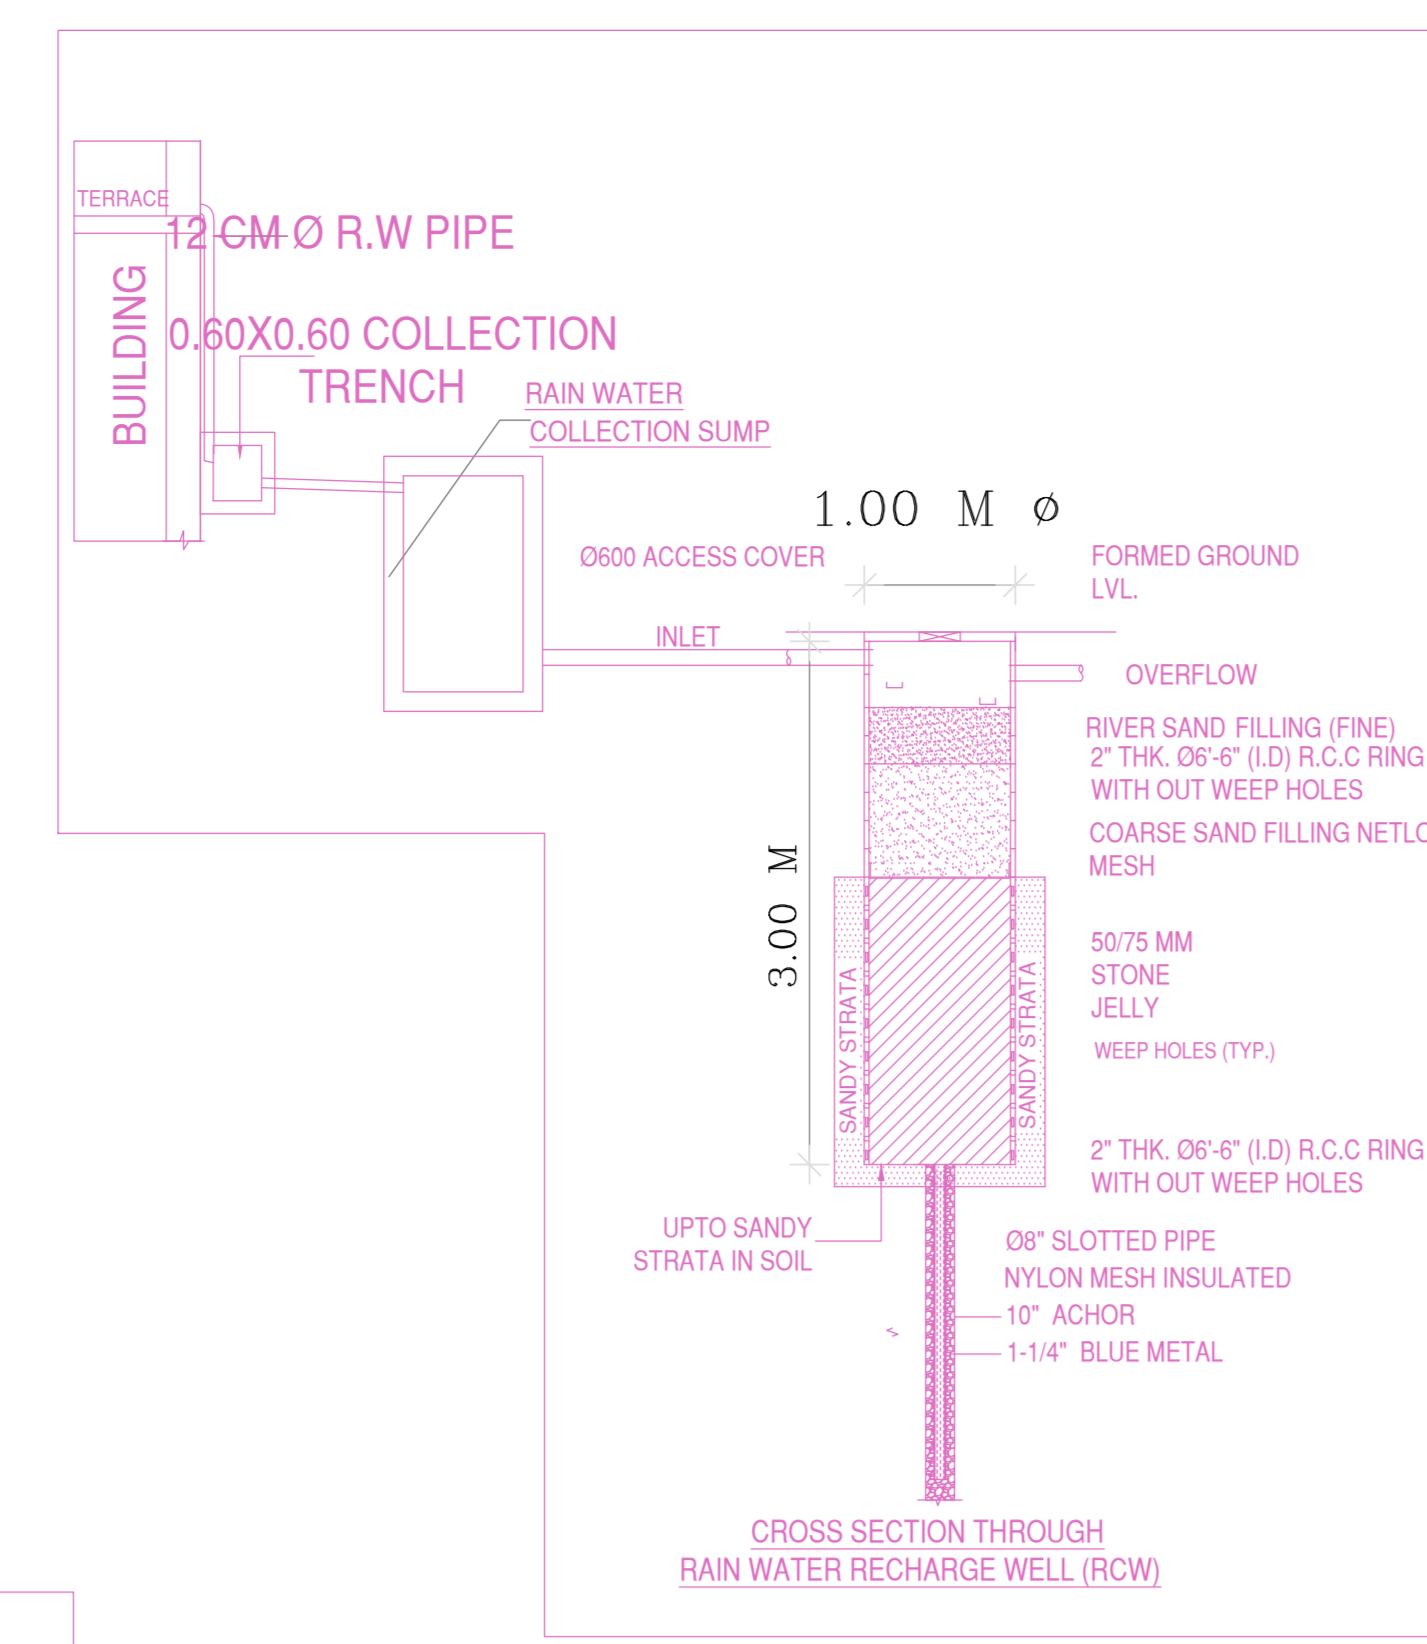 TERRACE
12 CM Ø R.W PIPE
BUILDING
0.60X0.60 COLLECTION
TRENCH
RAIN WATER
COLLECTION SUMP
1.00 M ø
Ø600 ACCESS COVER
FORMED GROUND
LVL.
INLET
OVERFLOW
RIVER SAND FILLING (FINE)
2" THK. Ø6'-6" (I.D) R.C.C RING
WITH OUT WEEP HOLES
COARSE SAND FILLING
MESH
3.00 M
50/75 MM
STONE
JELLY
SANDY STRATA
SANDY STRATA
WEEP HOLES (TYP.)
2" THK. Ø6'-6" (I.D) R.C.C RING
WITH OUT WEEP HOLES
UPTO SANDY
STRATA IN SOIL
Ø8" SLOTTED PIPE
NYLON MESH INSULATED
10" ACHOR
1-1/4" BLUE METAL
CROSS SECTION THROUGH
RAIN WATER RECHARGE WELL (RCW)